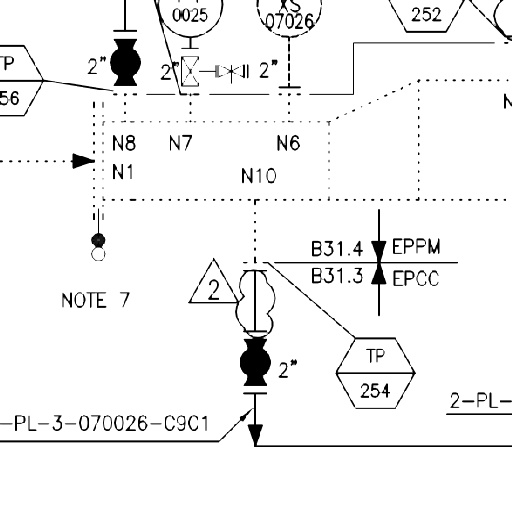 0025
XS
07026
252
TP
56
2"
2"
2"
N8
N7
N6
N1
N10
N
B31.4
EPPM
B31.3
EPCC
2
NOTE 7
TP
254
2"
2-PL-
-PL-3-070026-C9C1